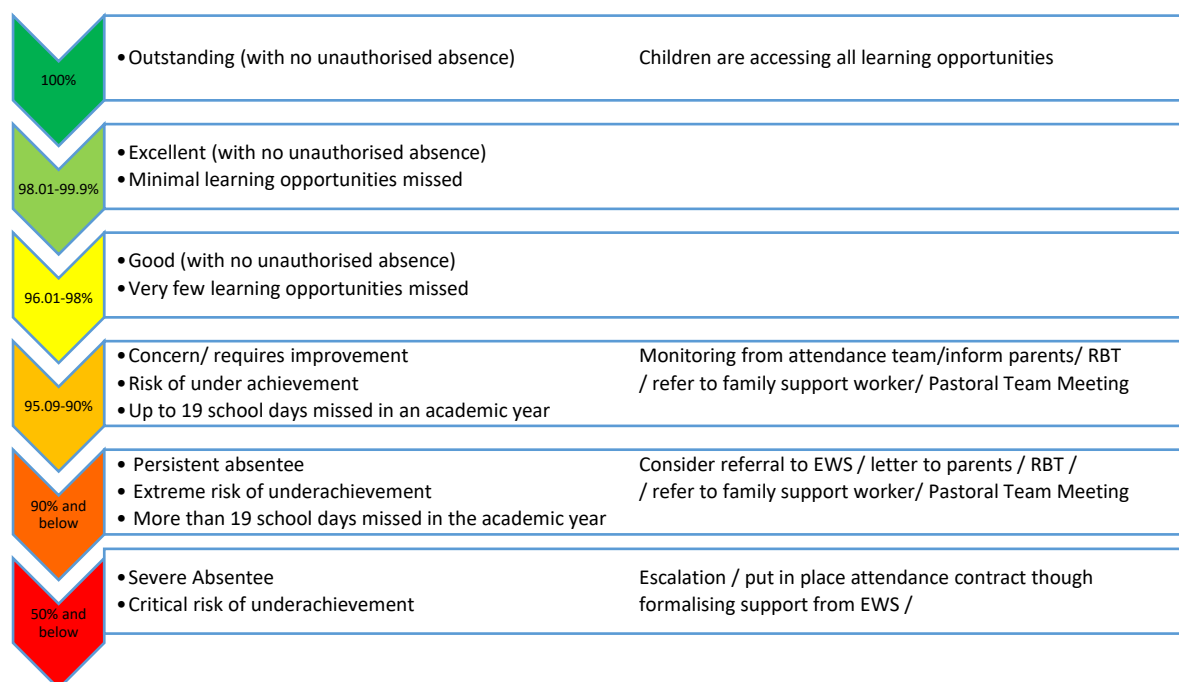 100%
• Outstanding (with no unauthorised absence) Children are accessing all learning opportunities
98.01-99.9%
• Excellent (with no unauthorised absence)
• Minimal learning opportunities missed
96.01-98%
• Good (with no unauthorised absence)
• Very few learning opportunities missed
95.09-90%
• Concern/ requires improvement Monitoring from attendance team/inform parents/ RBT
• Risk of under achievement / refer to family support worker/ Pastoral Team Meeting
• Up to 19 school days missed in an academic year
90% and
below
• Persistent absentee Consider referral to EWS / letter to parents / RBT /
• Extreme risk of underachievement / refer to family support worker/ Pastoral Team Meeting
• More than 19 school days missed in the academic year
50% and
below
• Severe Absentee Escalation / put in place attendance contract though
• Critical risk of underachievement formalising support from EWS /